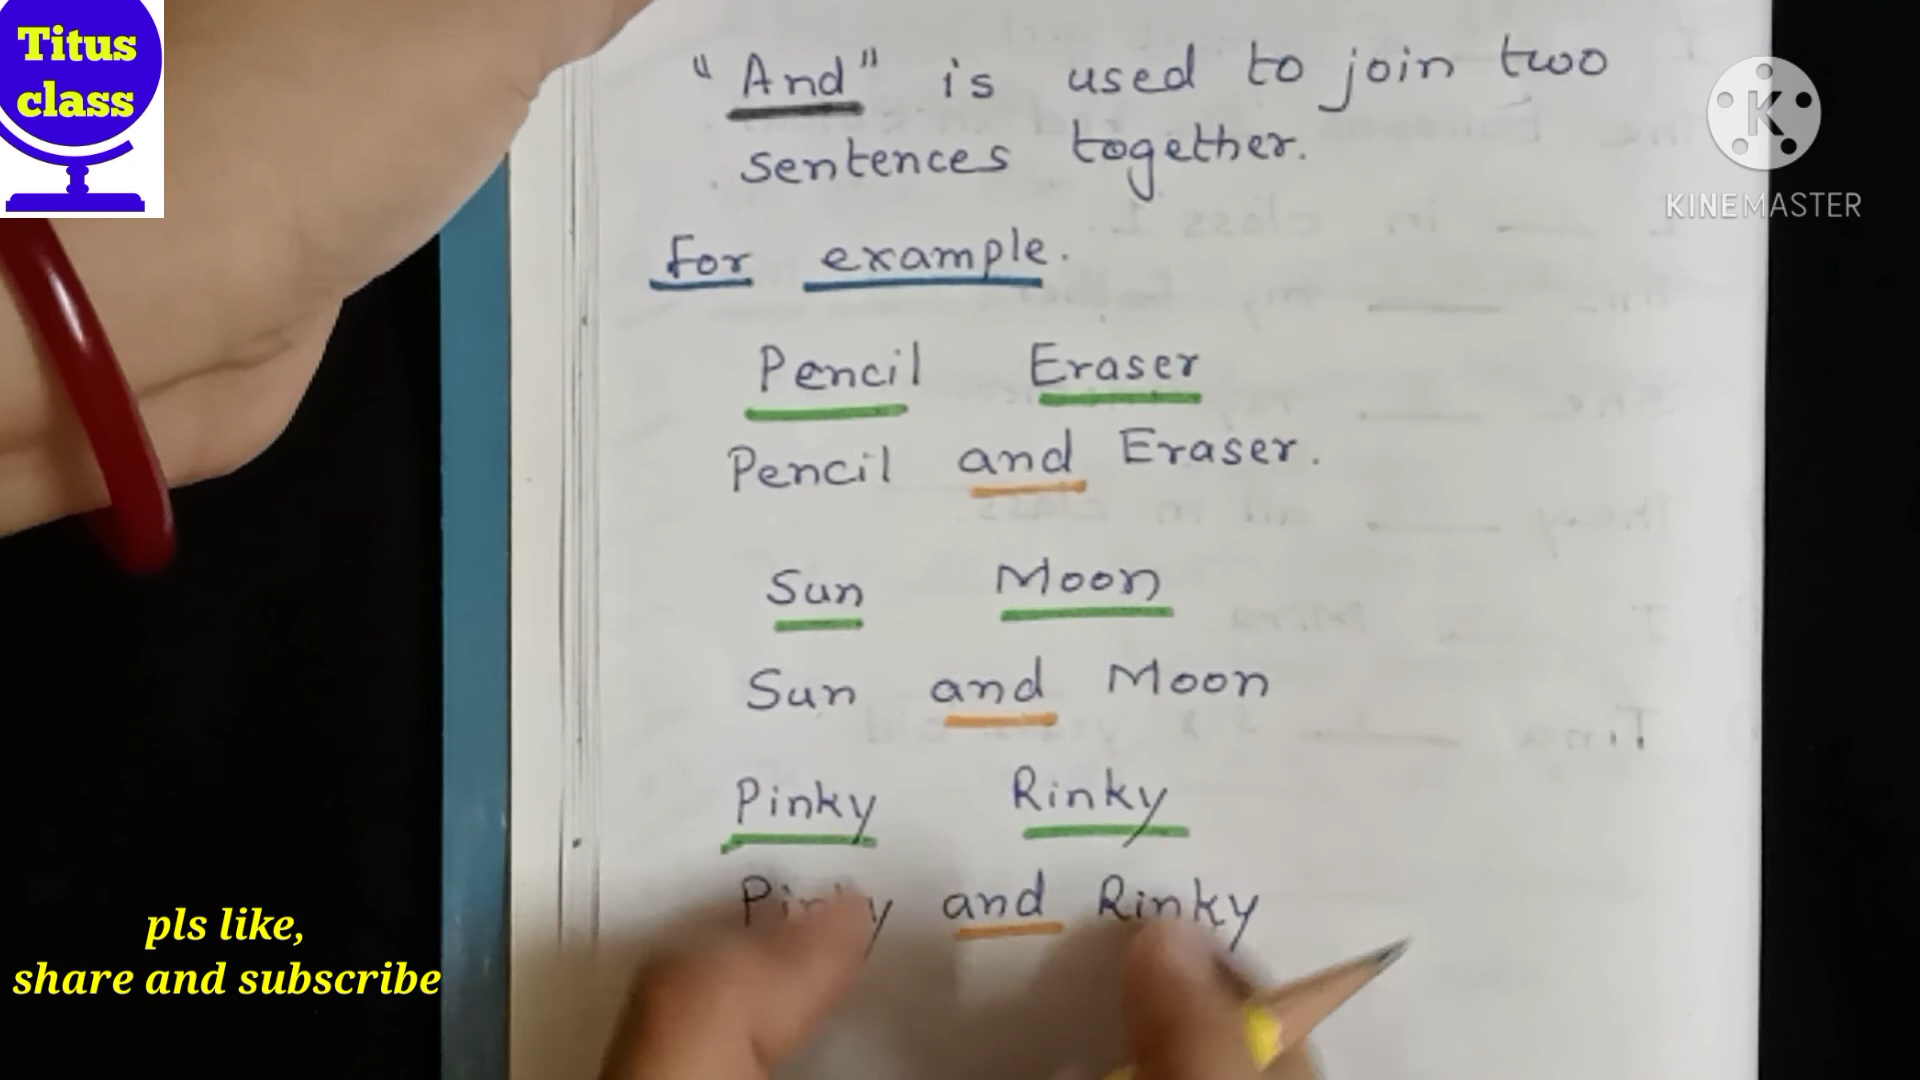 Titus
class
"And" is used to join two
sentences together.
KINEMASTER
For example.
Pencil Eraser
Pencil and Eraser.
Sun Moon
Sun and Moon
Pinky Rinky
and Rinky
pls like,
share and subscribe